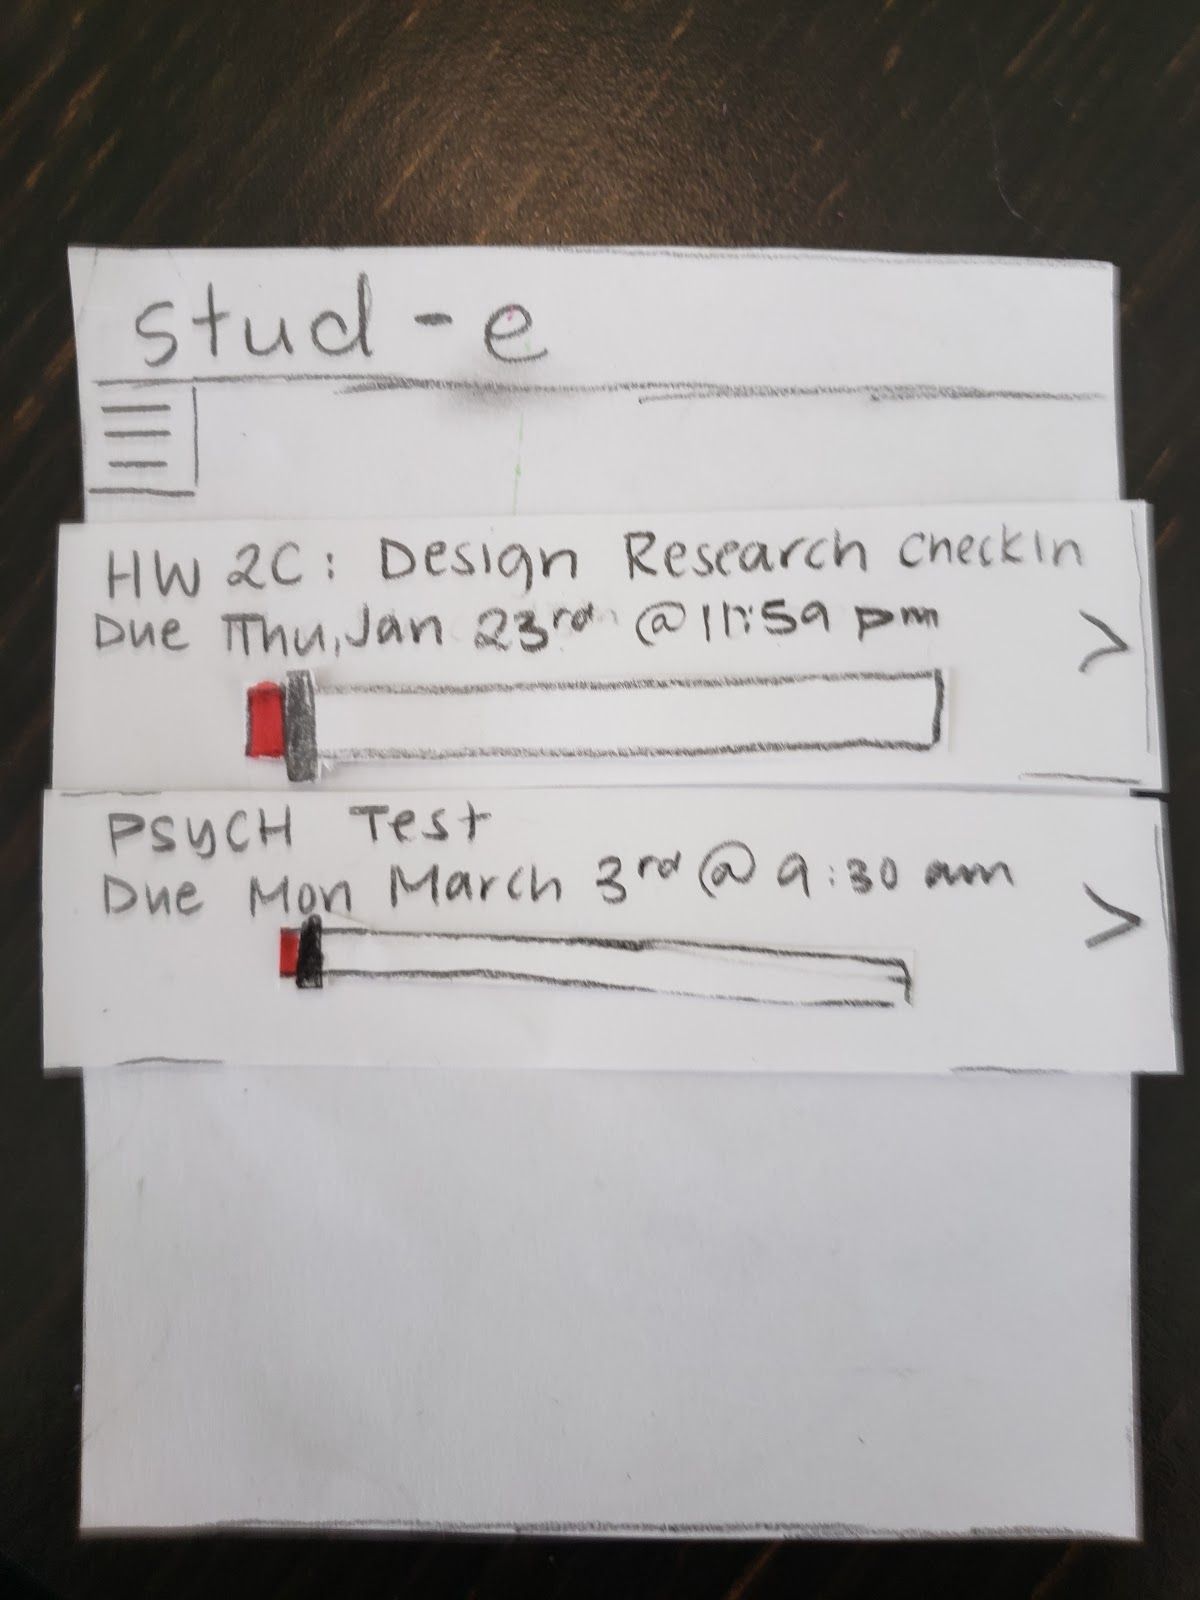 stud-e
HW 2C: Design Research checkin
Due Thu, Jan 23rd @ 11:59 pm
>
PSYCH Test
Due Mon March 3rd @ 9:30 am
>